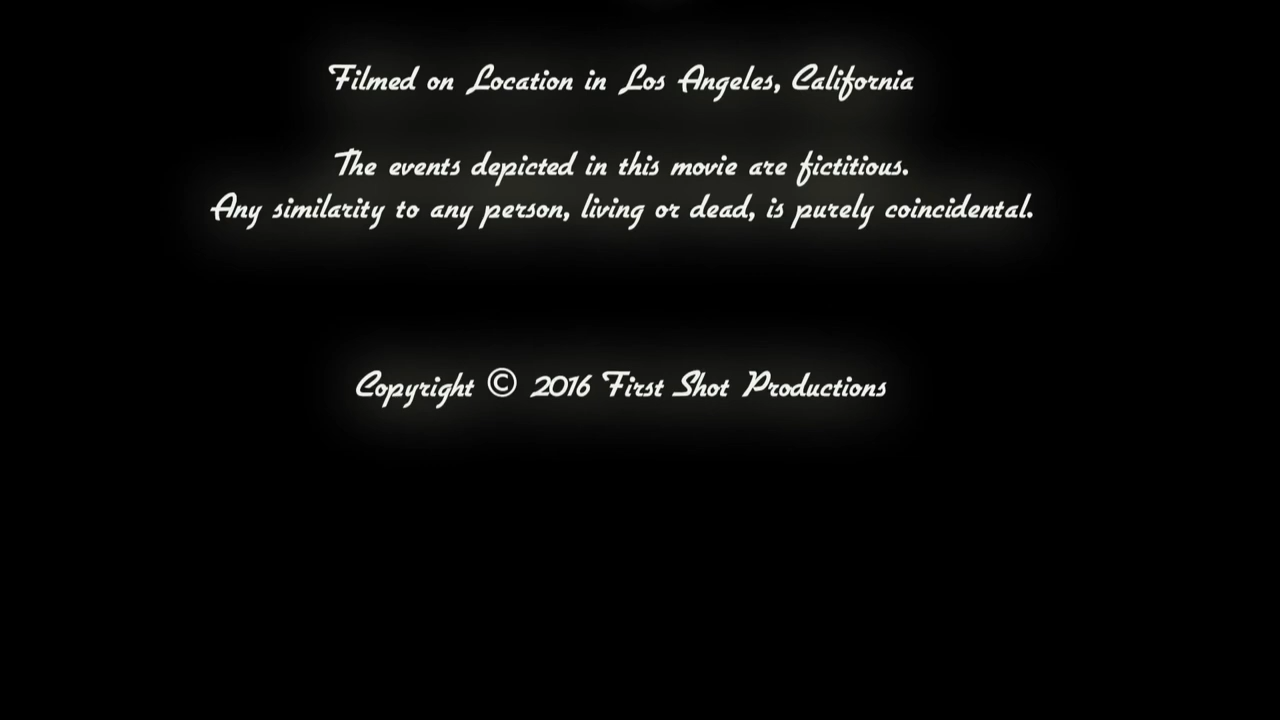 Filmed on Location in Los Angeles, California
The events depicted in this movie are fictitious.
Any similarity to any person, living or dead, is purely coincidental.
Copyright © 2016 First Shot Productions